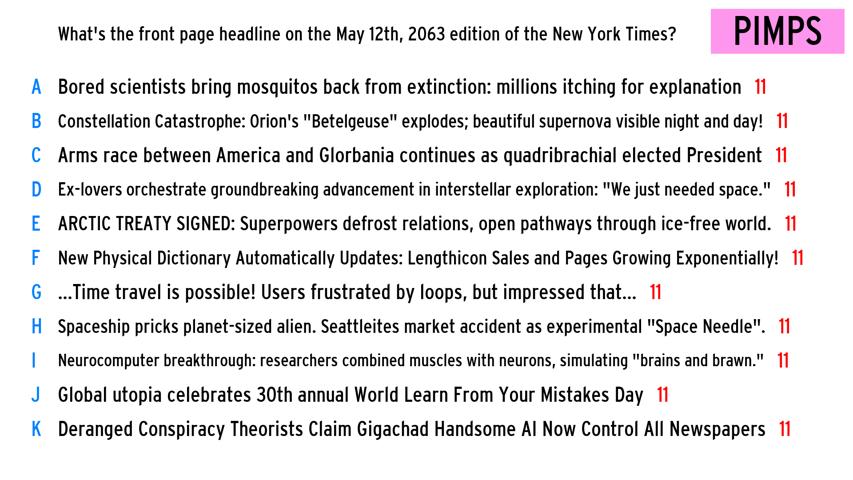 What's the front page headline on the May 12th, 2063 edition of the New York Times?
PIMPS
A Bored scientists bring mosquitos back from extinction: millions itching for explanation 11
B Constellation Catastrophe: Orion's "Betelgeuse" explodes; beautiful supernova visible night and day! 11
C Arms race between America and Glorbania continues as quadribrachial elected President 11
D Ex-lovers orchestrate groundbreaking advancement in interstellar exploration: "We just needed space." 11
E ARCTIC TREATY SIGNED: Superpowers defrost relations, open pathways through ice-free world. 11
F New Physical Dictionary Automatically Updates: Lengthicon Sales and Pages Growing Exponentially! 11
G ...Time travel is possible! Users frustrated by loops, but impressed that... 11
H Spaceship pricks planet-sized alien. Seattleites market accident as experimental "Space Needle". 11
I Neurocomputer breakthrough: researchers combined muscles with neurons, simulating "brains and brawn." 11
J Global utopia celebrates 30th annual World Learn From Your Mistakes Day 11
K Deranged Conspiracy Theorists Claim Gigachad Handsome AI Now Control All Newspapers 11